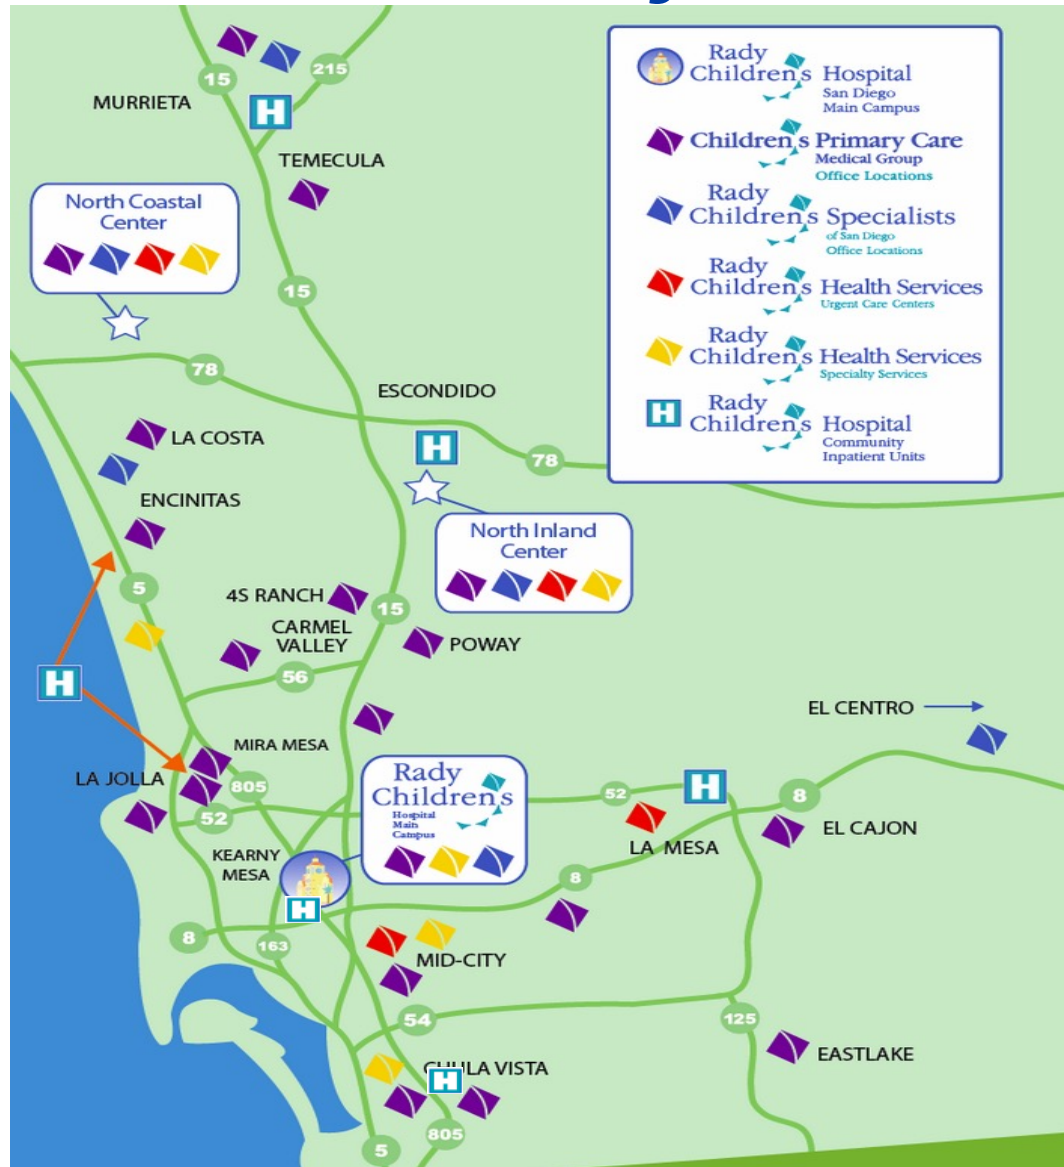 15
215
MURRIETA
H
TEMECULA
North Coastal
Center
15
78
ESCONDIDO
H
78
LA COSTA
ENCINITAS
North Inland
Center
5
4S RANCH
15
CARMEL
VALLEY
POWAY
56
H
EL CENTRO
MIRA MESA
LA JOLLA
805
52
Rady
Children's
Hospital
Main
Campus
52
H
8
LA MESA
EL CAJON
KEARNY
MESA
8
H
8
163
MID-CITY
54
125
EASTLAKE
CHULA VISTA
H
805
5
Rady
Children's Hospital
San Diego
Main Campus
Children's Primary Care
Medical Group
Office Locations
Rady
Children's Specialists
of San Diego
Office Locations
Rady
Children's Health Services
Urgent Care Centers
Rady
Children's Health Services
Specialty Services
H
Rady
Children's Hospital
Community
Inpatient Units